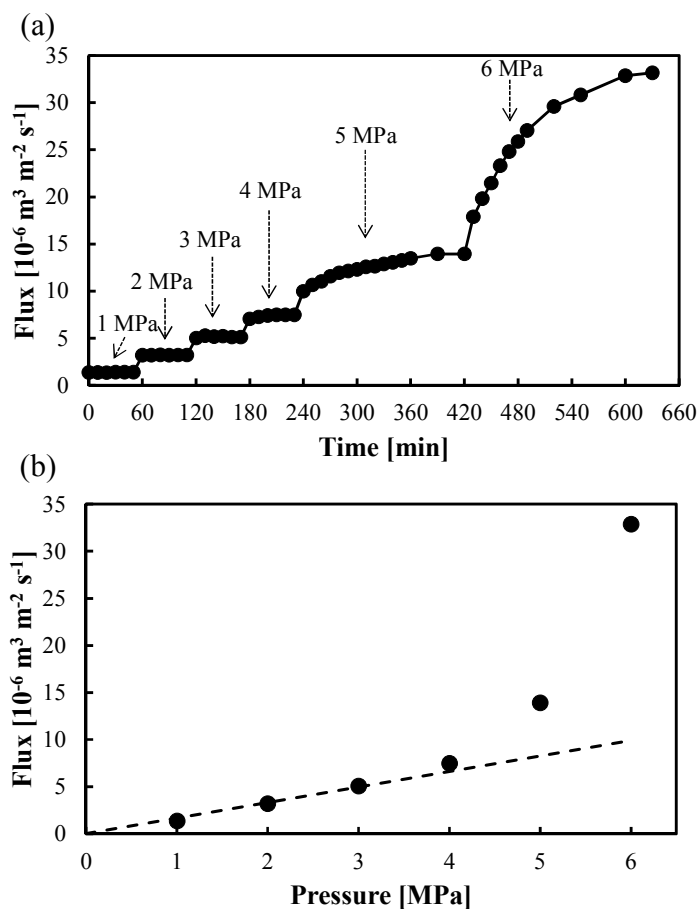 (a)
35
30
25
20
15
10
5
0
Flux [10⁻⁶ m³ m⁻² s⁻¹]
1 MPa
2 MPa
3 MPa
4 MPa
5 MPa
6 MPa
0 60 120 180 240 300 360 420 480 540 600 660
Time [min]
(b)
35
30
25
20
15
10
5
0
Flux [10⁻⁶ m³ m⁻² s⁻¹]
0 1 2 3 4 5 6
Pressure [MPa]